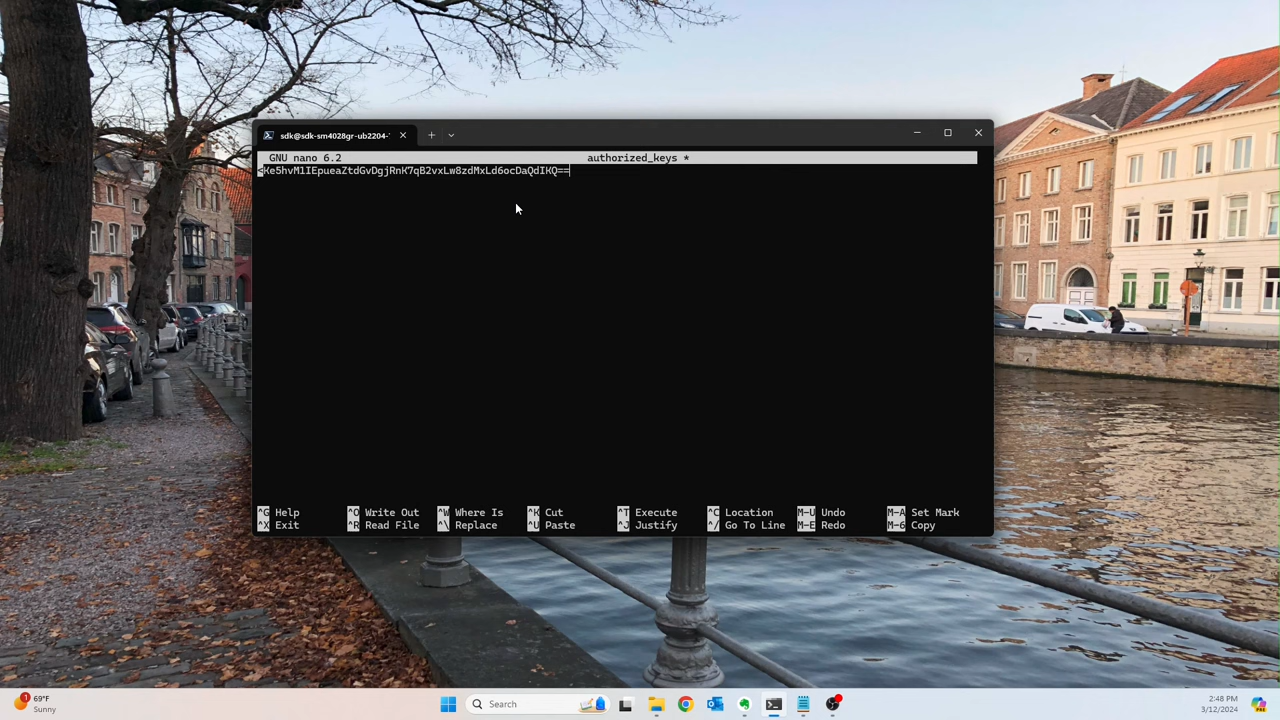 sdk@sdk-sm4028gr-ub2204-
GNU nano 6.2 authorized_keys *
<Ke5hvM1IEpueaZtdGvDgjRnK7qB2vxLw8zdMxLd6ocDaQdIKQ==
^G Help ^O Write Out ^W Where Is ^K Cut ^T Execute ^C Location M-U Undo M-A Set Mark
^X Exit ^R Read File ^\ Replace ^U Paste ^J Justify ^/ Go To Line M-E Redo M-6 Copy
1
69°F
Sunny
Search
2:48 PM
3/12/2024